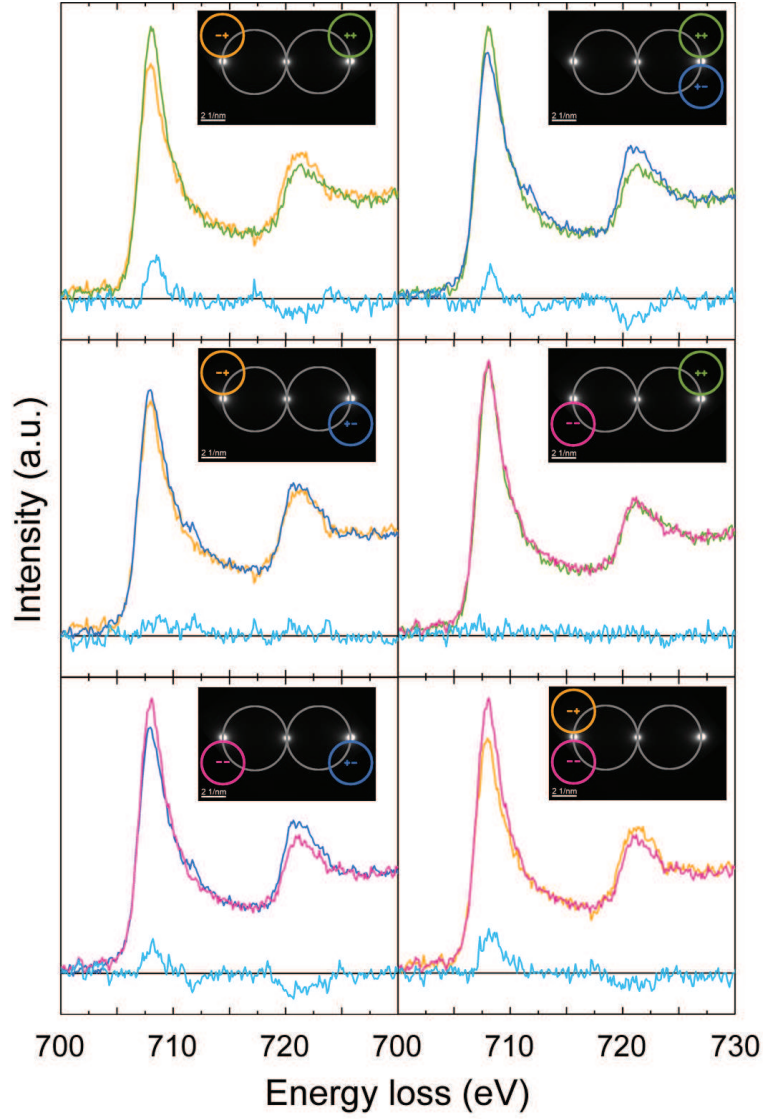 −+ ++
2 1/nm
++
+−
2 1/nm
−+
+−
2 1/nm
++
−−
2 1/nm
−− +−
2 1/nm
−+
−−
2 1/nm
Intensity (a.u.)
700 710 720 700 710 720 730
Energy loss (eV)